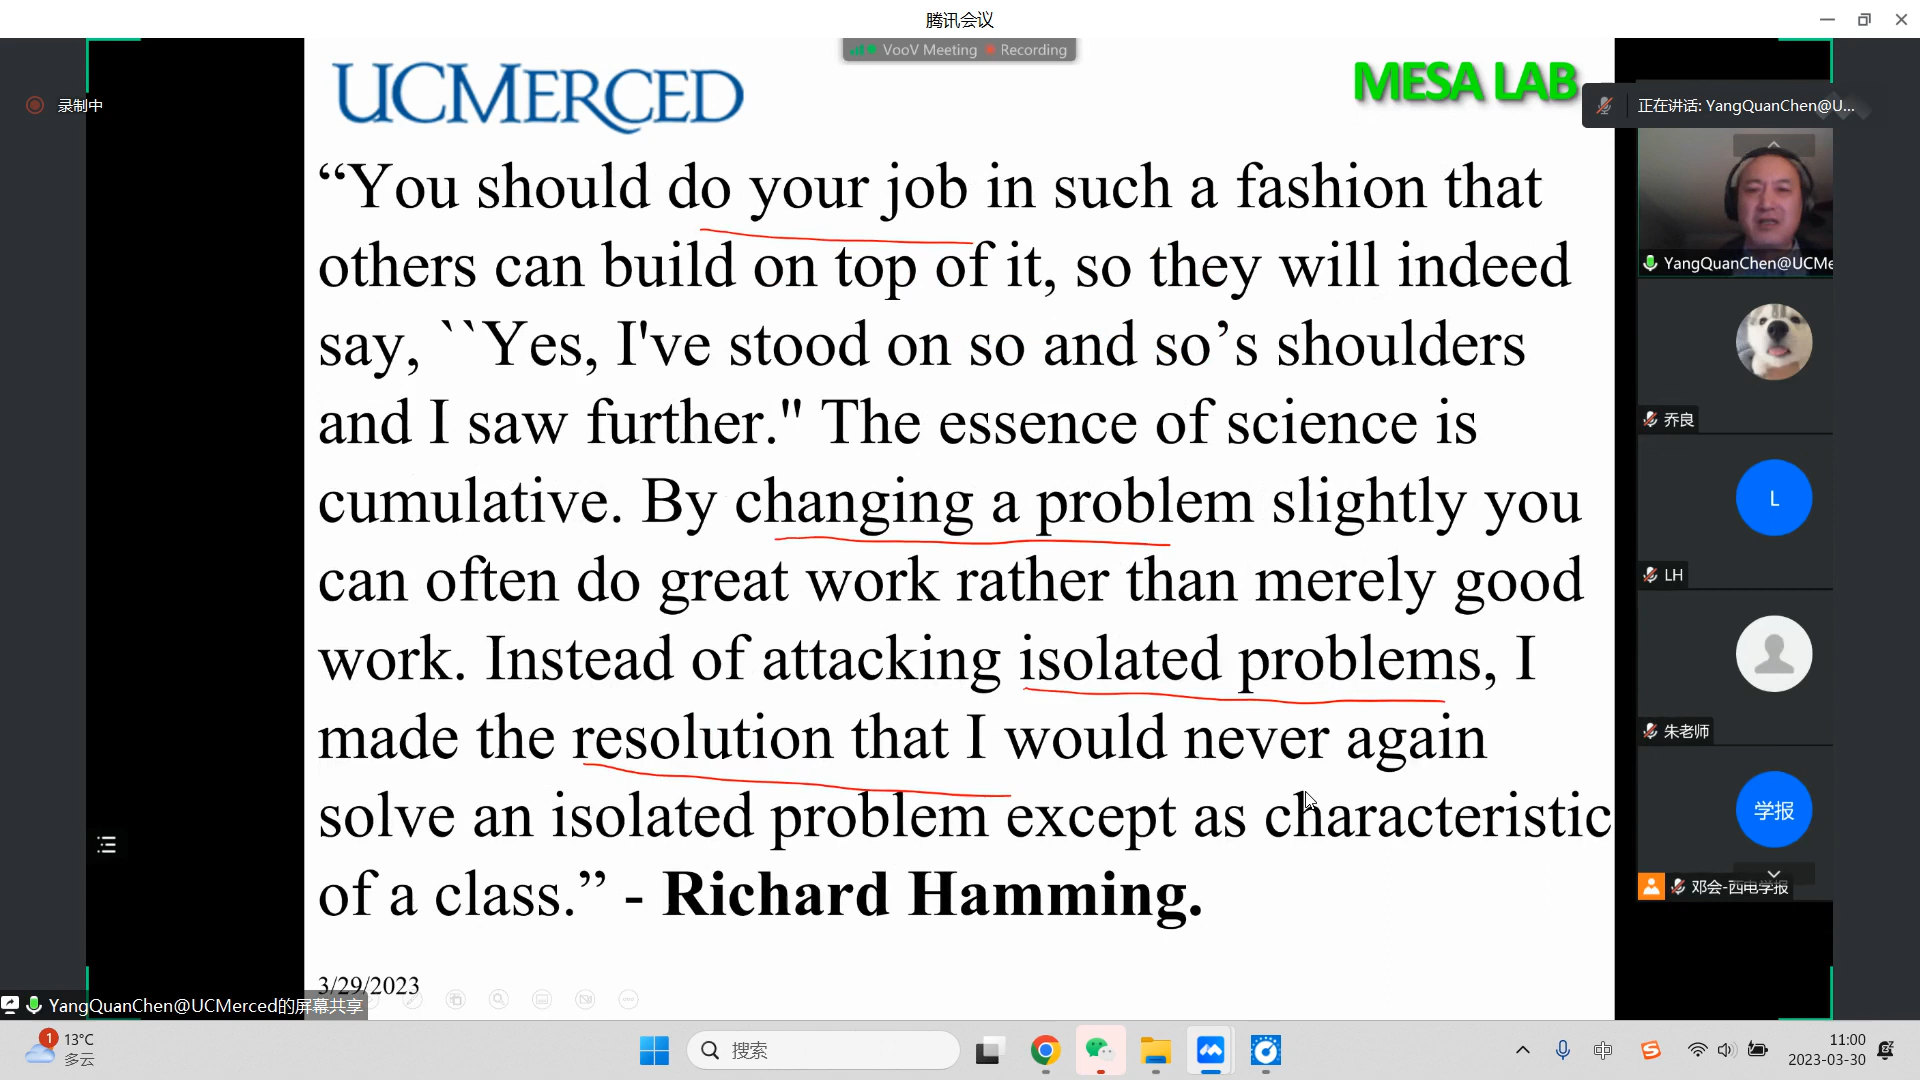 腾讯会议
VooV Meeting Recording
录制中
UCMERCED
MESA LAB
正在讲话: YangQuanChen@U...
“You should do your job in such a fashion that
others can build on top of it, so they will indeed
say, ``Yes, I've stood on so and so’s shoulders
and I saw further." The essence of science is
cumulative. By changing a problem slightly you
can often do great work rather than merely good
work. Instead of attacking isolated problems, I
made the resolution that I would never again
solve an isolated problem except as characteristic
of a class.” - Richard Hamming.
3/29/2023
YangQuanChen@UCMe
乔良
L
LH
朱老师
学报
邓会-西电学报
YangQuanChen@UCMerced的屏幕共享
1
13°C
多云
搜索
中
11:00
2023-03-30